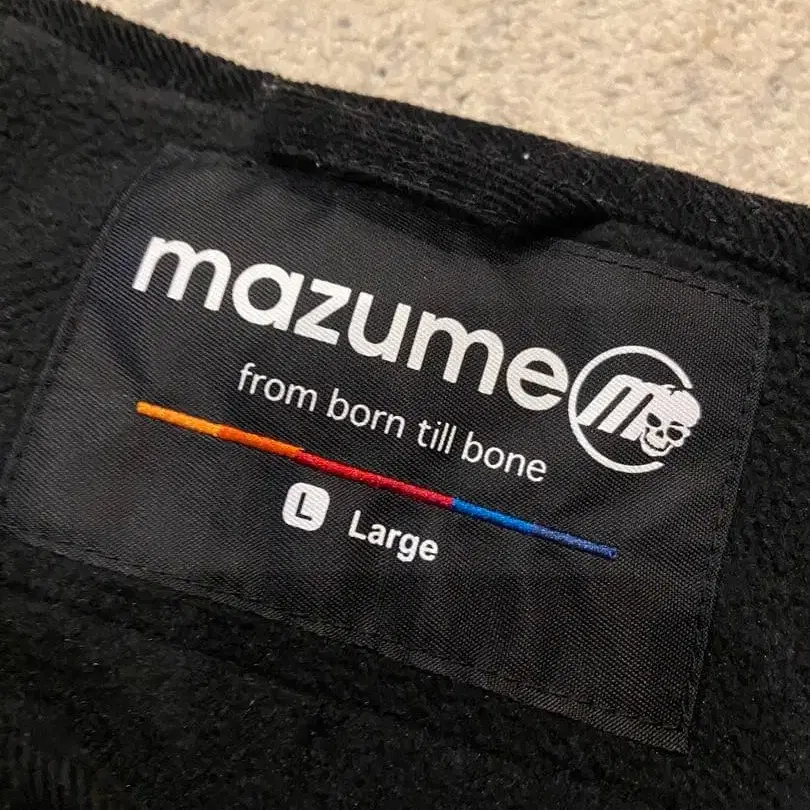 mazume m
from born till bone
L Large